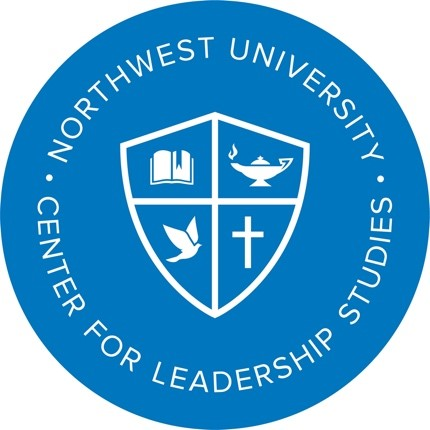 NORTHWEST UNIVERSITY
• CENTER FOR LEADERSHIP STUDIES •